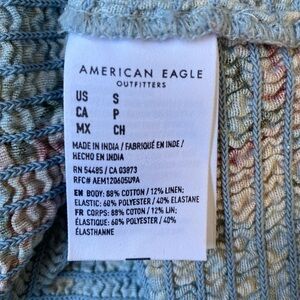 AMERICAN EAGLE
OUTFITTERS
US S
CA P
MX CH
MADE IN INDIA / FABRIQUÉ EN INDE /
HECHO EN INDIA
RN 54485 / CA 03873
RFC# AEM120605U9A
EN BODY: 88% COTTON / 12% LINEN;
ELASTIC: 60% POLYESTER / 40% ELASTANE
FR CORPS: 88% COTON / 12% LIN;
ÉLASTIQUE: 60% POLYESTER / 40%
ÉLASTHANNE